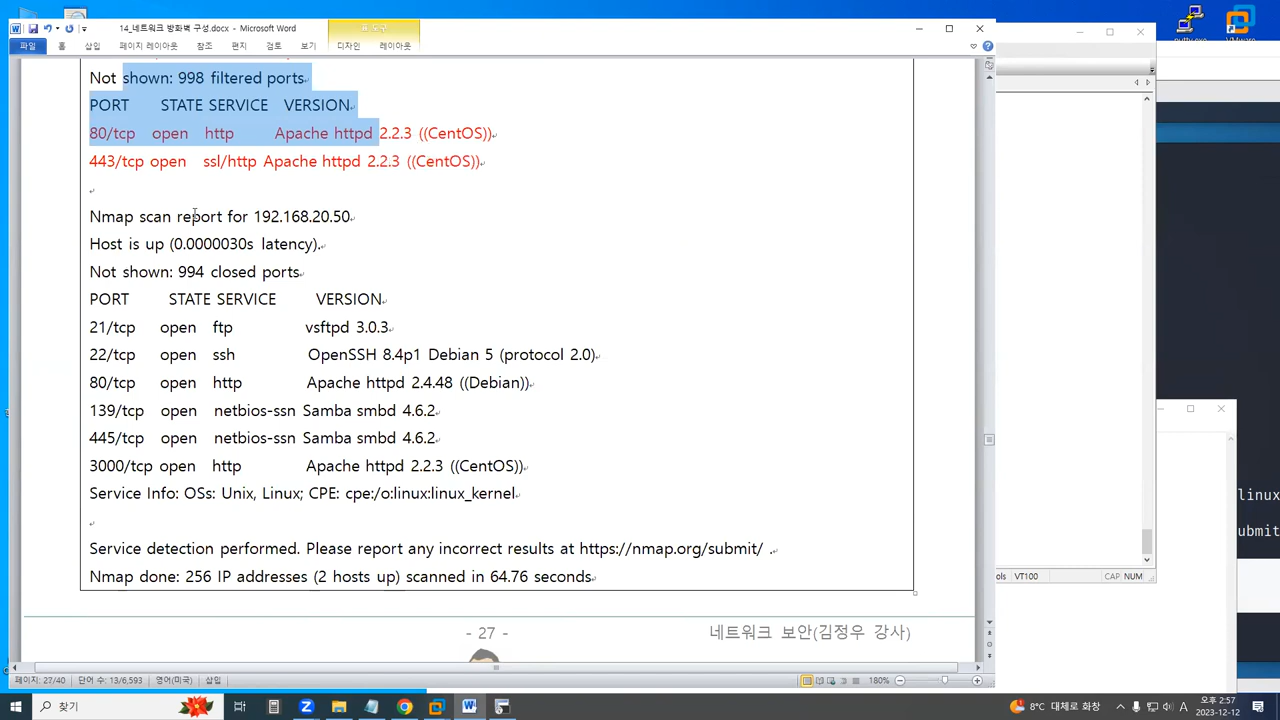 14_네트워크 방화벽 구성.docx - Microsoft Word
표 도구
파일 홈 삽입 페이지 레이아웃 참조 편지 검토 보기 디자인 레이아웃
Not shown: 998 filtered ports
PORT STATE SERVICE VERSION
80/tcp open http Apache httpd 2.2.3 ((CentOS))
443/tcp open ssl/http Apache httpd 2.2.3 ((CentOS))
Nmap scan report for 192.168.20.50
Host is up (0.0000030s latency).
Not shown: 994 closed ports
PORT STATE SERVICE VERSION
21/tcp open ftp vsftpd 3.0.3
22/tcp open ssh OpenSSH 8.4p1 Debian 5 (protocol 2.0)
80/tcp open http Apache httpd 2.4.48 ((Debian))
139/tcp open netbios-ssn Samba smbd 4.6.2
445/tcp open netbios-ssn Samba smbd 4.6.2
3000/tcp open http Apache httpd 2.2.3 ((CentOS))
Service Info: OSs: Unix, Linux; CPE: cpe:/o:linux:linux_kernel
Service detection performed. Please report any incorrect results at https://nmap.org/submit/ .
Nmap done: 256 IP addresses (2 hosts up) scanned in 64.76 seconds
- 27 -
네트워크 보안(김정우 강사)
페이지: 27/40 단어 수: 13/6,593 영어(미국) 삽입 180%
putty.exe
VMware
linux
ubmit
ols VT100 CAP NUM
찾기
8°C 대체로 화창
A
오후 2:57
2023-12-12